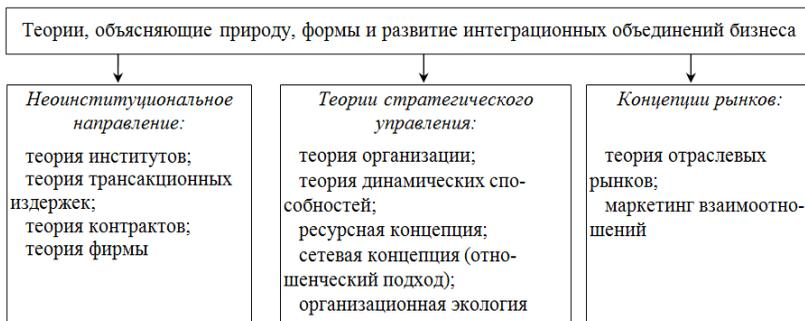 Теории, объясняющие природу, формы и развитие интеграционных объединений бизнеса
Неоинституциональное
направление:
теория институтов;
теория трансакционных
издержек;
теория контрактов;
теория фирмы
Теории стратегического
управления:
теория организации;
теория динамических спо-
собностей;
ресурсная концепция;
сетевая концепция (отно-
шенческий подход);
организационная экология
Концепции рынков:
теория отраслевых
рынков;
маркетинг взаимоотно-
шений